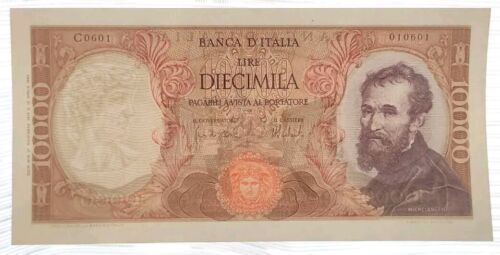 C0601
010601
BANCA D'ITALIA
LIRE
DIECIMILA
PAGABILI A VISTA AL PORTATORE
IL GOVERNATORE
IL CASSIERE
10000
10000
MICHELANGELO